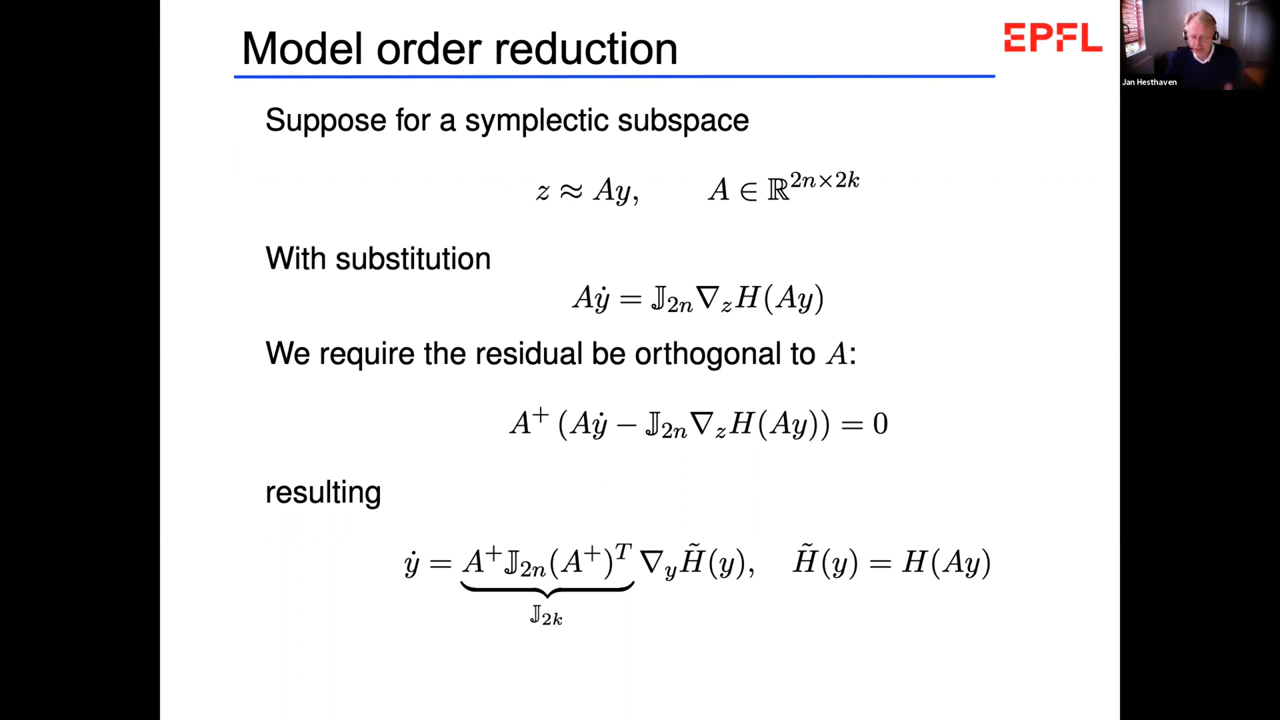 Model order reduction
EPFL
Jan Hesthaven
Suppose for a symplectic subspace
z ≈ Ay, A ∈ ℝ^{2n×2k}
With substitution
Aẏ = 𝕁_{2n}∇_z H(Ay)
We require the residual be orthogonal to A:
A⁺ (Aẏ − 𝕁_{2n}∇_z H(Ay)) = 0
resulting
ẏ = A⁺𝕁_{2n}(A⁺)^T ∇_y H̃(y), H̃(y) = H(Ay)
𝕁_{2k}